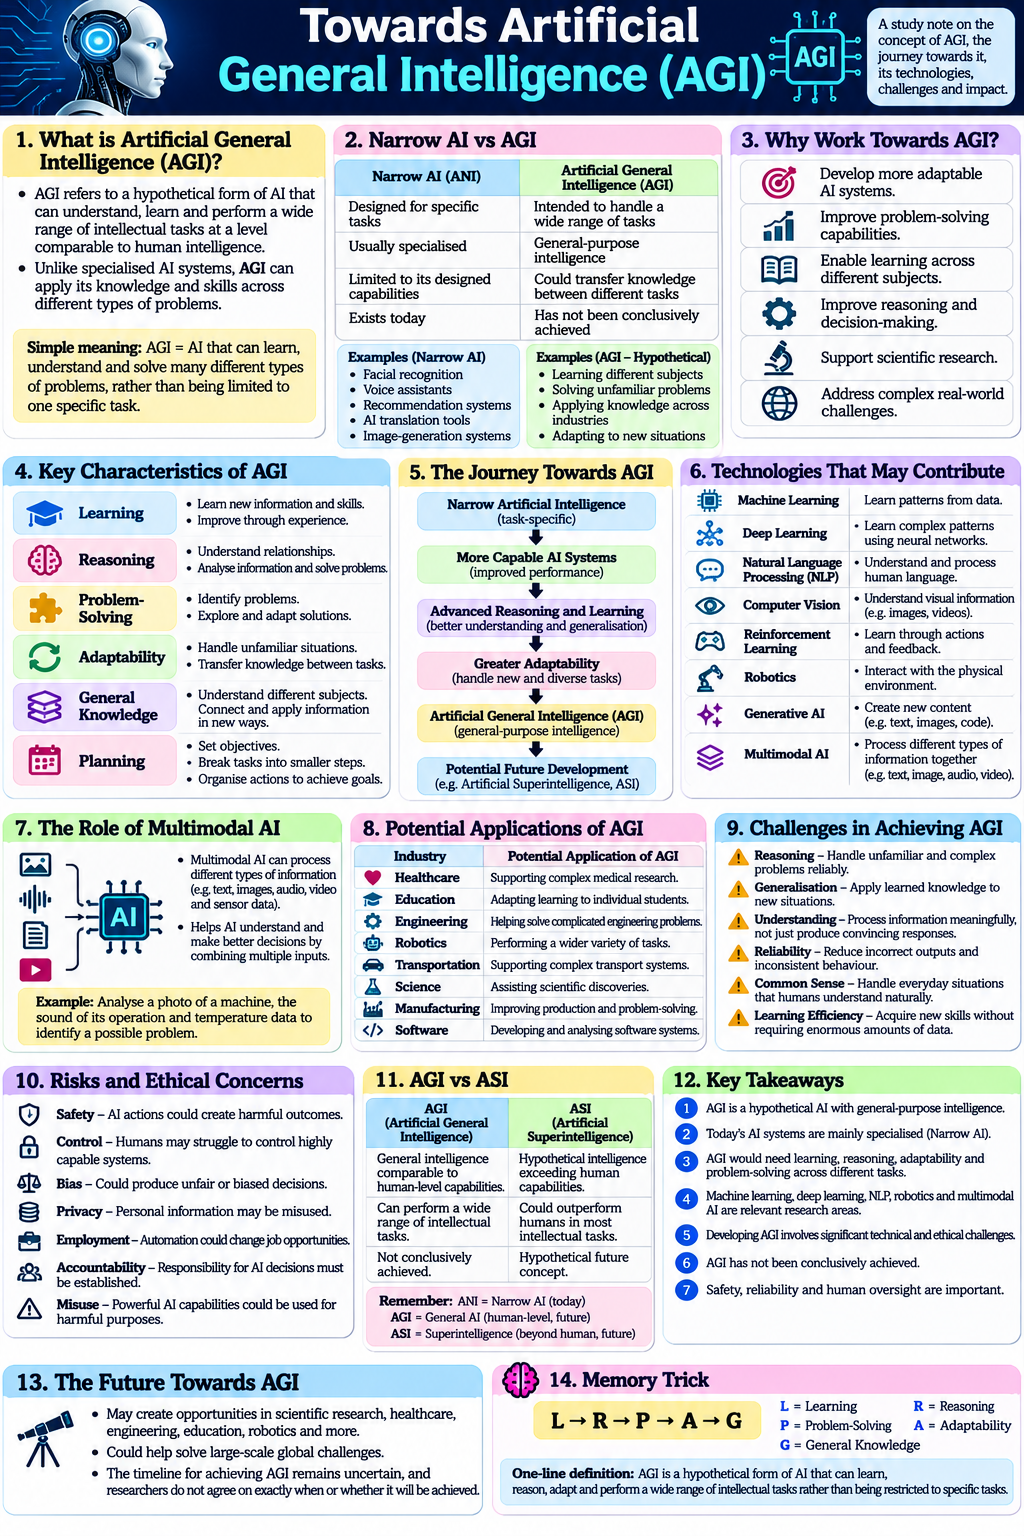 Towards Artificial
General Intelligence (AGI)
AGI
A study note on the
concept of AGI, the
journey towards it,
its technologies,
challenges and impact.
1. What is Artificial General
Intelligence (AGI)?
• AGI refers to a hypothetical form of AI that
can understand, learn and perform a wide
range of intellectual tasks at a level
comparable to human intelligence.
• Unlike specialised AI systems, AGI can
apply its knowledge and skills across
different types of problems.
Simple meaning: AGI = AI that can learn,
understand and solve many different types
of problems, rather than being limited to
one specific task.
2. Narrow AI vs AGI
Narrow AI (ANI)
Artificial General
Intelligence (AGI)
Designed for specific
tasks
Intended to handle a
wide range of tasks
Usually specialised
General-purpose
intelligence
Limited to its designed
capabilities
Could transfer knowledge
between different tasks
Exists today
Has not been conclusively
achieved
Examples (Narrow AI)
• Facial recognition
• Voice assistants
• Recommendation systems
• AI translation tools
• Image-generation systems
Examples (AGI – Hypothetical)
• Learning different subjects
• Solving unfamiliar problems
• Applying knowledge across
industries
• Adapting to new situations
3. Why Work Towards AGI?
Develop more adaptable
AI systems.
Improve problem-solving
capabilities.
Enable learning across
different subjects.
Improve reasoning and
decision-making.
Support scientific research.
Address complex real-world
challenges.
4. Key Characteristics of AGI
Learning
• Learn new information and skills.
• Improve through experience.
Reasoning
• Understand relationships.
• Analyse information and solve problems.
Problem-
Solving
• Identify problems.
• Explore and adapt solutions.
Adaptability
• Handle unfamiliar situations.
• Transfer knowledge between tasks.
General
Knowledge
• Understand different subjects.
Connect and apply information
in new ways.
Planning
• Set objectives.
• Break tasks into smaller steps.
• Organise actions to achieve goals.
5. The Journey Towards AGI
Narrow Artificial Intelligence
(task-specific)
More Capable AI Systems
(improved performance)
Advanced Reasoning and Learning
(better understanding and generalisation)
Greater Adaptability
(handle new and diverse tasks)
Artificial General Intelligence (AGI)
(general-purpose intelligence)
Potential Future Development
(e.g. Artificial Superintelligence, ASI)
6. Technologies That May Contribute
Machine Learning
Learn patterns from data.
Deep Learning
• Learn complex patterns
using neural networks.
Natural Language
Processing (NLP)
• Understand and process
human language.
Computer Vision
• Understand visual information
(e.g. images, videos).
Reinforcement
Learning
• Learn through actions
and feedback.
Robotics
• Interact with the physical
environment.
Generative AI
• Create new content
(e.g. text, images, code).
Multimodal AI
• Process different types of
information together
(e.g. text, image, audio, video).
7. The Role of Multimodal AI
AI
• Multimodal AI can process
different types of information
(e.g. text, images, audio, video
and sensor data).
• Helps AI understand and
make better decisions by
combining multiple inputs.
Example: Analyse a photo of a machine, the
sound of its operation and temperature data to
identify a possible problem.
8. Potential Applications of AGI
Industry
Potential Application of AGI
Healthcare
Supporting complex medical research.
Education
Adapting learning to individual students.
Engineering
Helping solve complicated engineering problems.
Robotics
Performing a wider variety of tasks.
Transportation
Supporting complex transport systems.
Science
Assisting scientific discoveries.
Manufacturing
Improving production and problem-solving.
</> Software
Developing and analysing software systems.
9. Challenges in Achieving AGI
Reasoning – Handle unfamiliar and complex
problems reliably.
Generalisation – Apply learned knowledge to
new situations.
Understanding – Process information meaningfully,
not just produce convincing responses.
Reliability – Reduce incorrect outputs and
inconsistent behaviour.
Common Sense – Handle everyday situations
that humans understand naturally.
Learning Efficiency – Acquire new skills without
requiring enormous amounts of data.
10. Risks and Ethical Concerns
Safety – AI actions could create harmful outcomes.
Control – Humans may struggle to control highly
capable systems.
Bias – Could produce unfair or biased decisions.
Privacy – Personal information may be misused.
Employment – Automation could change job opportunities.
Accountability – Responsibility for AI decisions must
be established.
Misuse – Powerful AI capabilities could be used for
harmful purposes.
11. AGI vs ASI
AGI
(Artificial General
Intelligence)
ASI
(Artificial
Superintelligence)
General intelligence
comparable to
human-level capabilities.
Hypothetical intelligence
exceeding human
capabilities.
Can perform a wide
range of intellectual
tasks.
Could outperform
humans in most
intellectual tasks.
Not conclusively
achieved.
Hypothetical future
concept.
Remember: ANI = Narrow AI (today)
AGI = General AI (human-level, future)
ASI = Superintelligence (beyond human, future)
12. Key Takeaways
1 AGI is a hypothetical AI with general-purpose intelligence.
2 Today's AI systems are mainly specialised (Narrow AI).
3 AGI would need learning, reasoning, adaptability and
problem-solving across different tasks.
4 Machine learning, deep learning, NLP, robotics and multimodal
AI are relevant research areas.
5 Developing AGI involves significant technical and ethical challenges.
6 AGI has not been conclusively achieved.
7 Safety, reliability and human oversight are important.
13. The Future Towards AGI
• May create opportunities in scientific research, healthcare,
engineering, education, robotics and more.
• Could help solve large-scale global challenges.
• The timeline for achieving AGI remains uncertain, and
researchers do not agree on exactly when or whether it will be achieved.
14. Memory Trick
L → R → P → A → G
L = Learning
R = Reasoning
P = Problem-Solving
A = Adaptability
G = General Knowledge
One-line definition: AGI is a hypothetical form of AI that can learn,
reason, adapt and perform a wide range of intellectual tasks rather than being restricted to specific tasks.